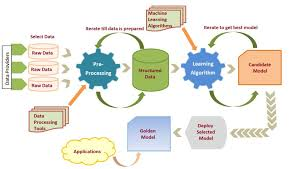 Select Data
Data Providers
Raw Data
Raw Data
Raw Data
Data
Processing
Tools
Iterate till data is prepared
Pre-
Processing
Structured
Data
Machine
Learning
Algorithms
Iterate to get best model
Learning
Algorithm
Candidate
Model
Deploy
Selected
Model
Golden
Model
Applications